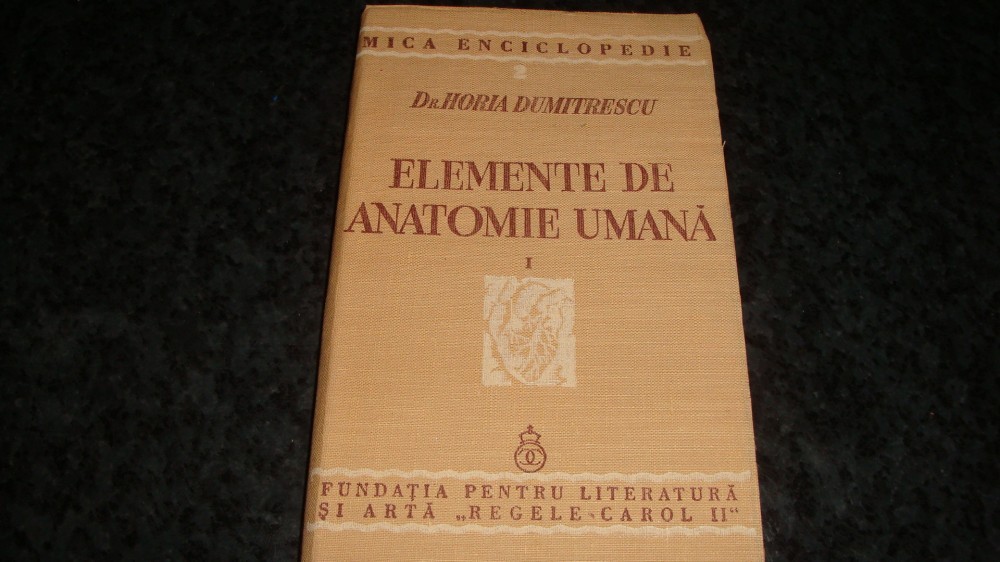 MICA ENCICLOPEDIE
2
DR. HORIA DUMITRESCU
ELEMENTE DE
ANATOMIE UMANĂ
I
FUNDAȚIA PENTRU LITERATURĂ
ȘI ARTĂ „REGELE-CAROL II"